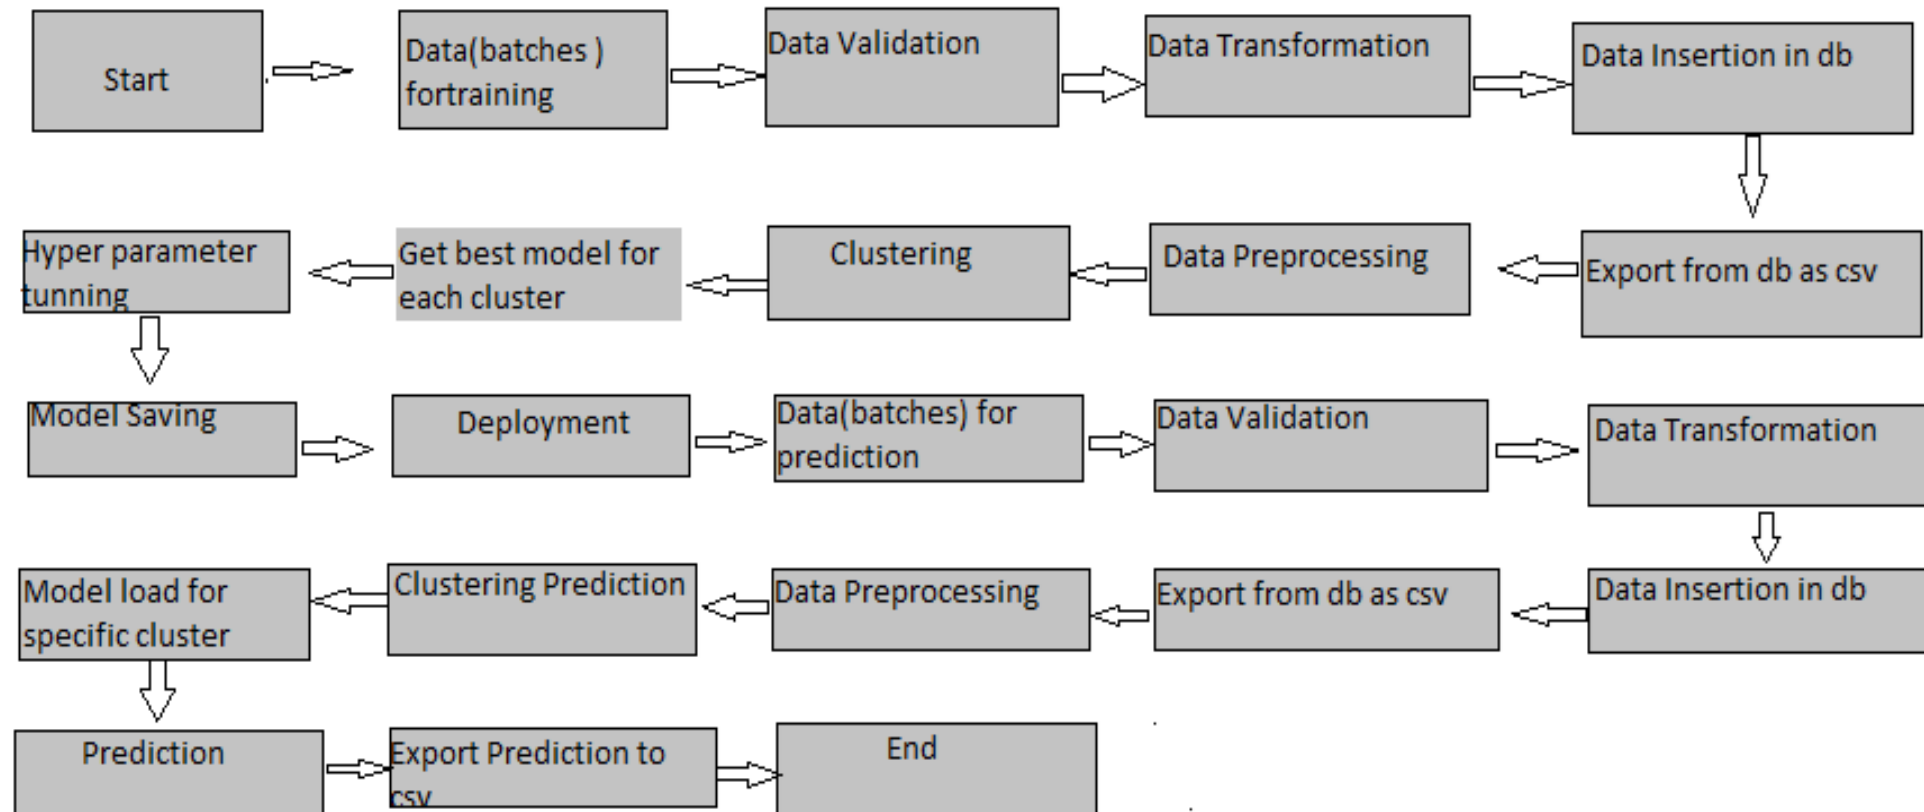 Start
Data(batches )
fortraining
Data Validation
Data Transformation
Data Insertion in db
Export from db as csv
Data Preprocessing
Clustering
Get best model for
each cluster
Hyper parameter
tunning
Model Saving
Deployment
Data(batches) for
prediction
Data Validation
Data Transformation
Data Insertion in db
Export from db as csv
Data Preprocessing
Clustering Prediction
Model load for
specific cluster
Prediction
Export Prediction to
csv
End